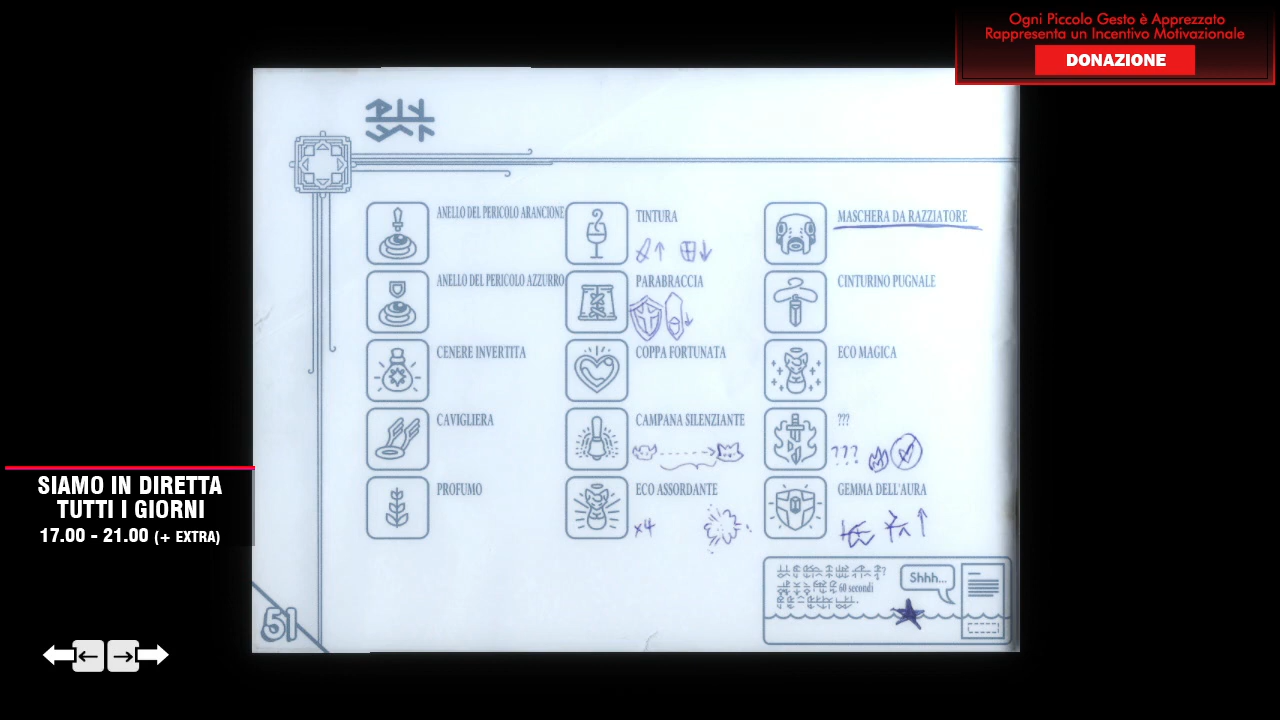 Ogni Piccolo Gesto è Apprezzato
Rappresenta un Incentivo Motivazionale
DONAZIONE
ANELLO DEL PERICOLO ARANCIONE
ANELLO DEL PERICOLO AZZURRO
CENERE INVERTITA
CAVIGLIERA
PROFUMO
TINTURA
PARABRACCIA
COPPA FORTUNATA
CAMPANA SILENZIANTE
ECO ASSORDANTE
x4
MASCHERA DA RAZZIATORE
CINTURINO PUGNALE
ECO MAGICA
???
???
GEMMA DELL'AURA
?
60 secondi
Shhh...
51
SIAMO IN DIRETTA
TUTTI I GIORNI
17.00 - 21.00 (+ EXTRA)